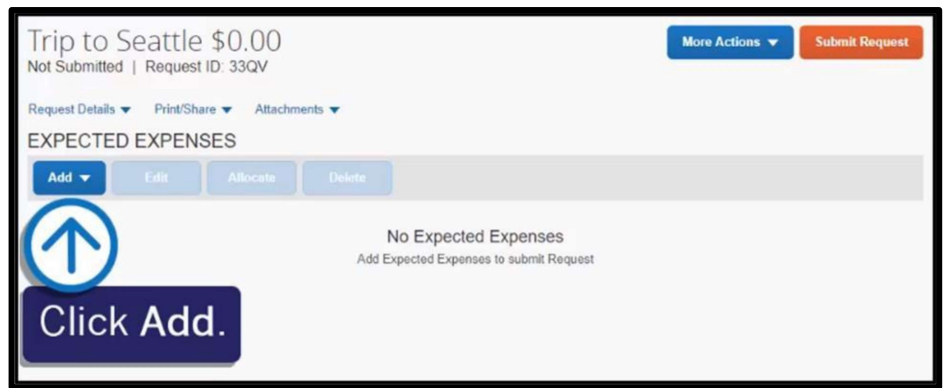 Trip to Seattle $0.00
More Actions
Submit Request
Not Submitted | Request ID: 33QV
Request Details
Print/Share
Attachments
EXPECTED EXPENSES
Add
Edit
Allocate
Delete
No Expected Expenses
Add Expected Expenses to submit Request
Click Add.